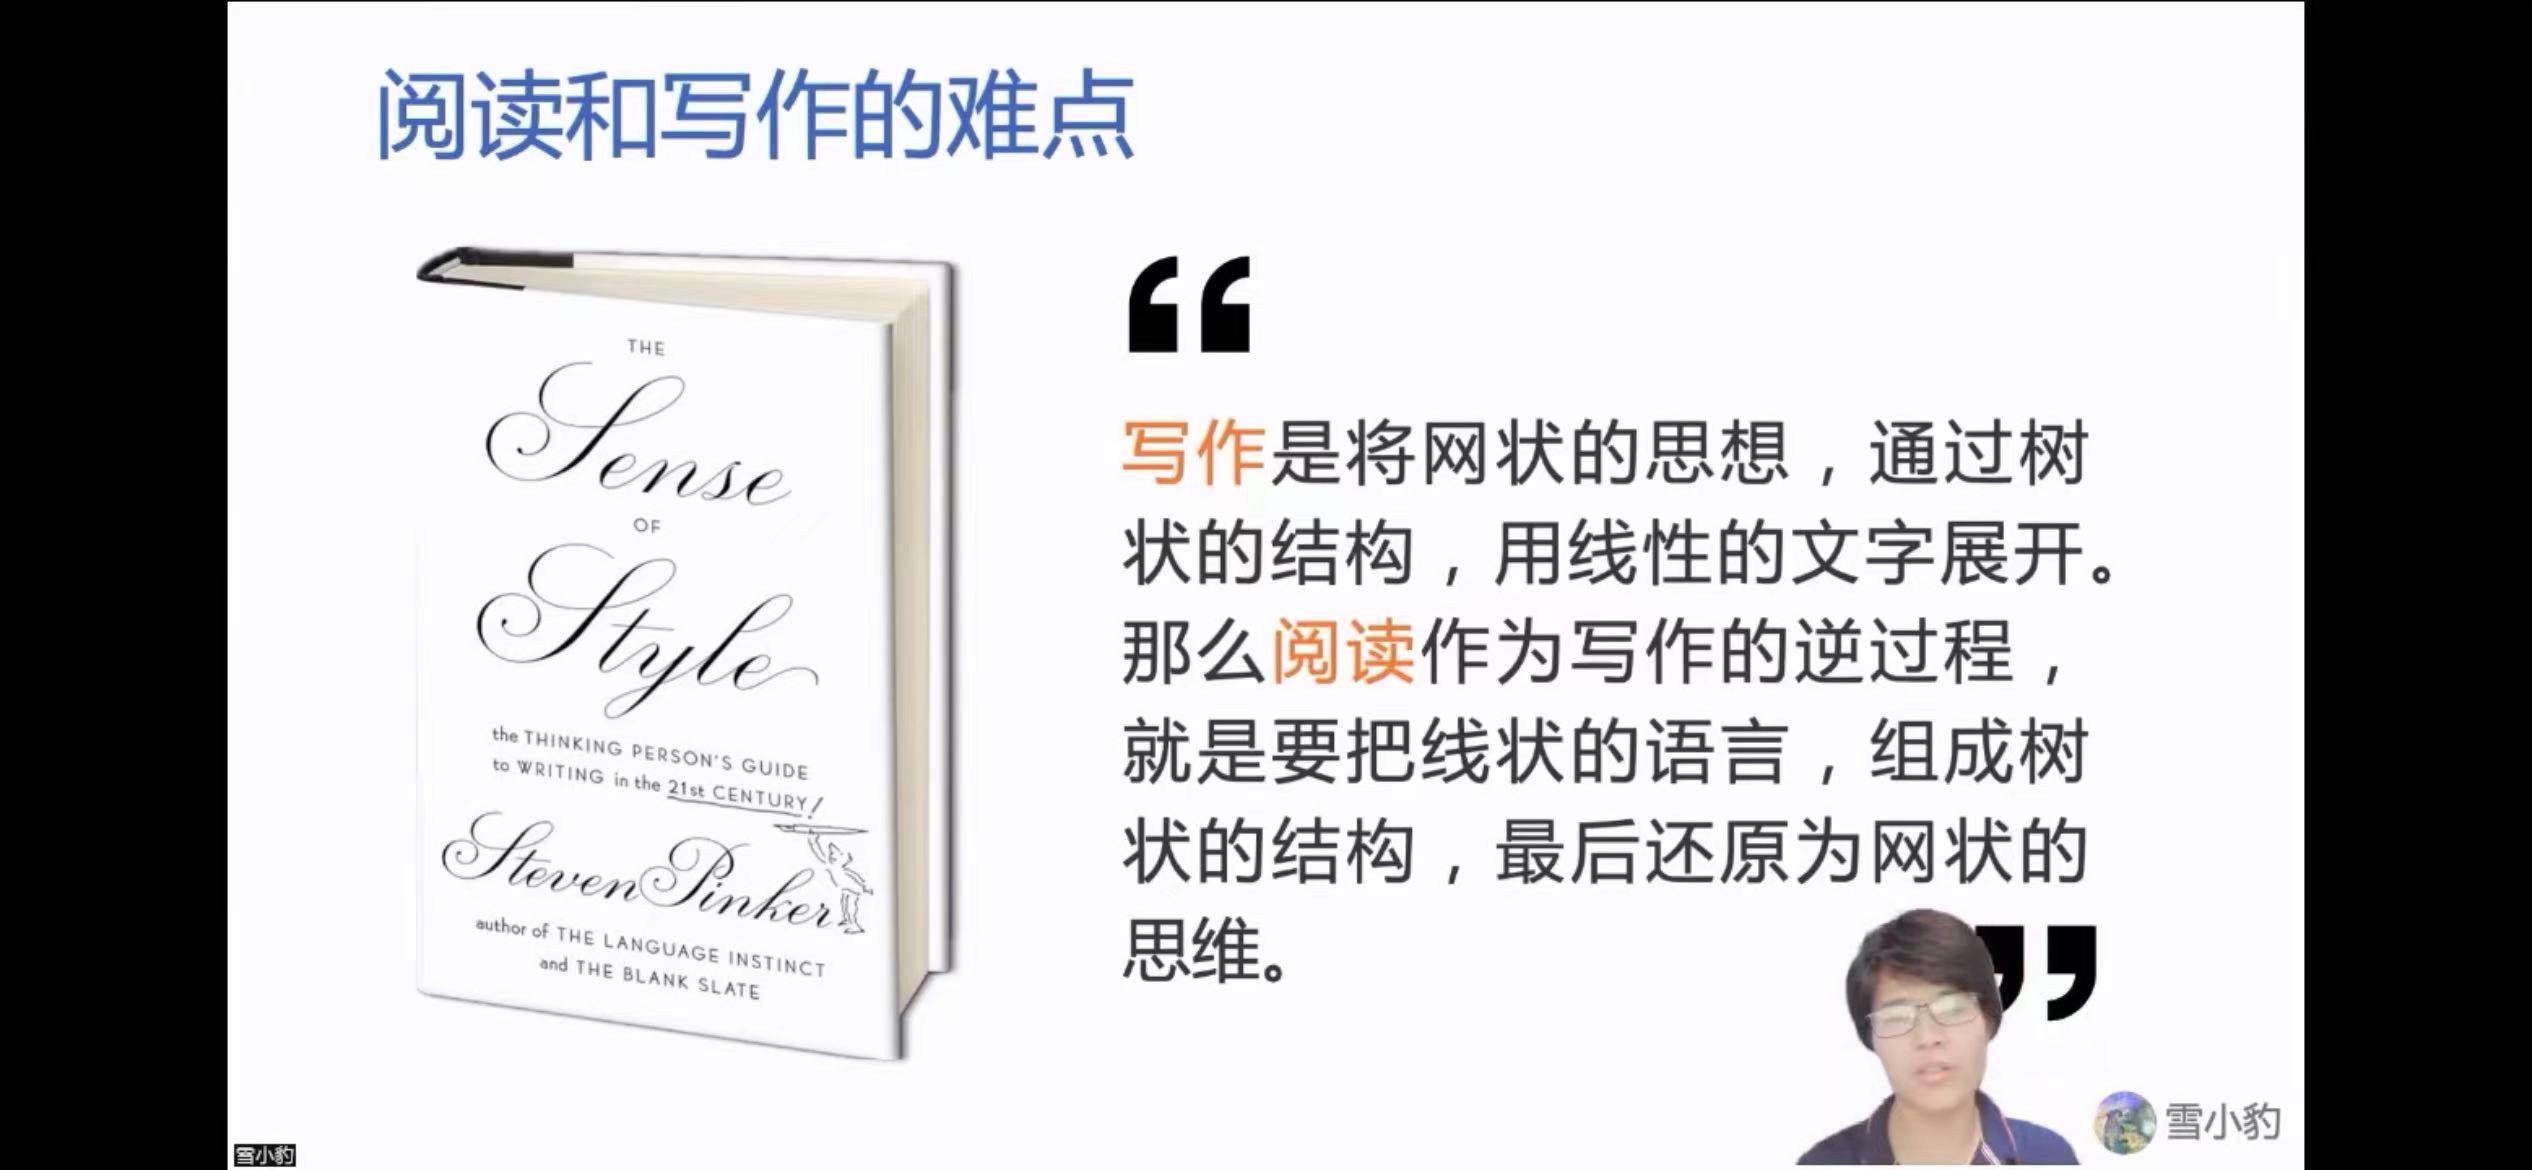 阅读和写作的难点
THE
Sense
OF
Style
the THINKING PERSON'S GUIDE
to WRITING in the 21st CENTURY!
Steven Pinker
author of THE LANGUAGE INSTINCT
and THE BLANK SLATE
“
写作是将网状的思想，通过树
状的结构，用线性的文字展开。
那么阅读作为写作的逆过程，
就是要把线状的语言，组成树
状的结构，最后还原为网状的
思维。
”
雪小豹
雪小豹